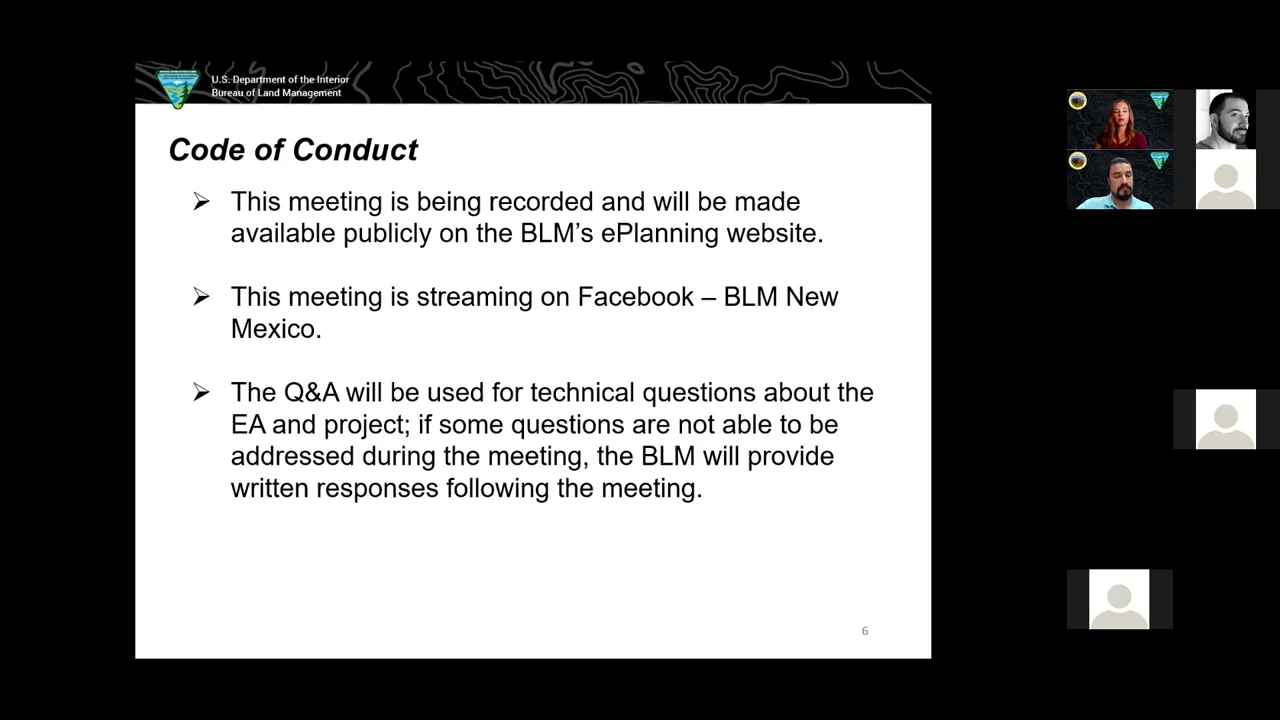 U.S. Department of the Interior
Bureau of Land Management
Code of Conduct
➢ This meeting is being recorded and will be made
available publicly on the BLM's ePlanning website.
➢ This meeting is streaming on Facebook – BLM New
Mexico.
➢ The Q&A will be used for technical questions about the
EA and project; if some questions are not able to be
addressed during the meeting, the BLM will provide
written responses following the meeting.
6